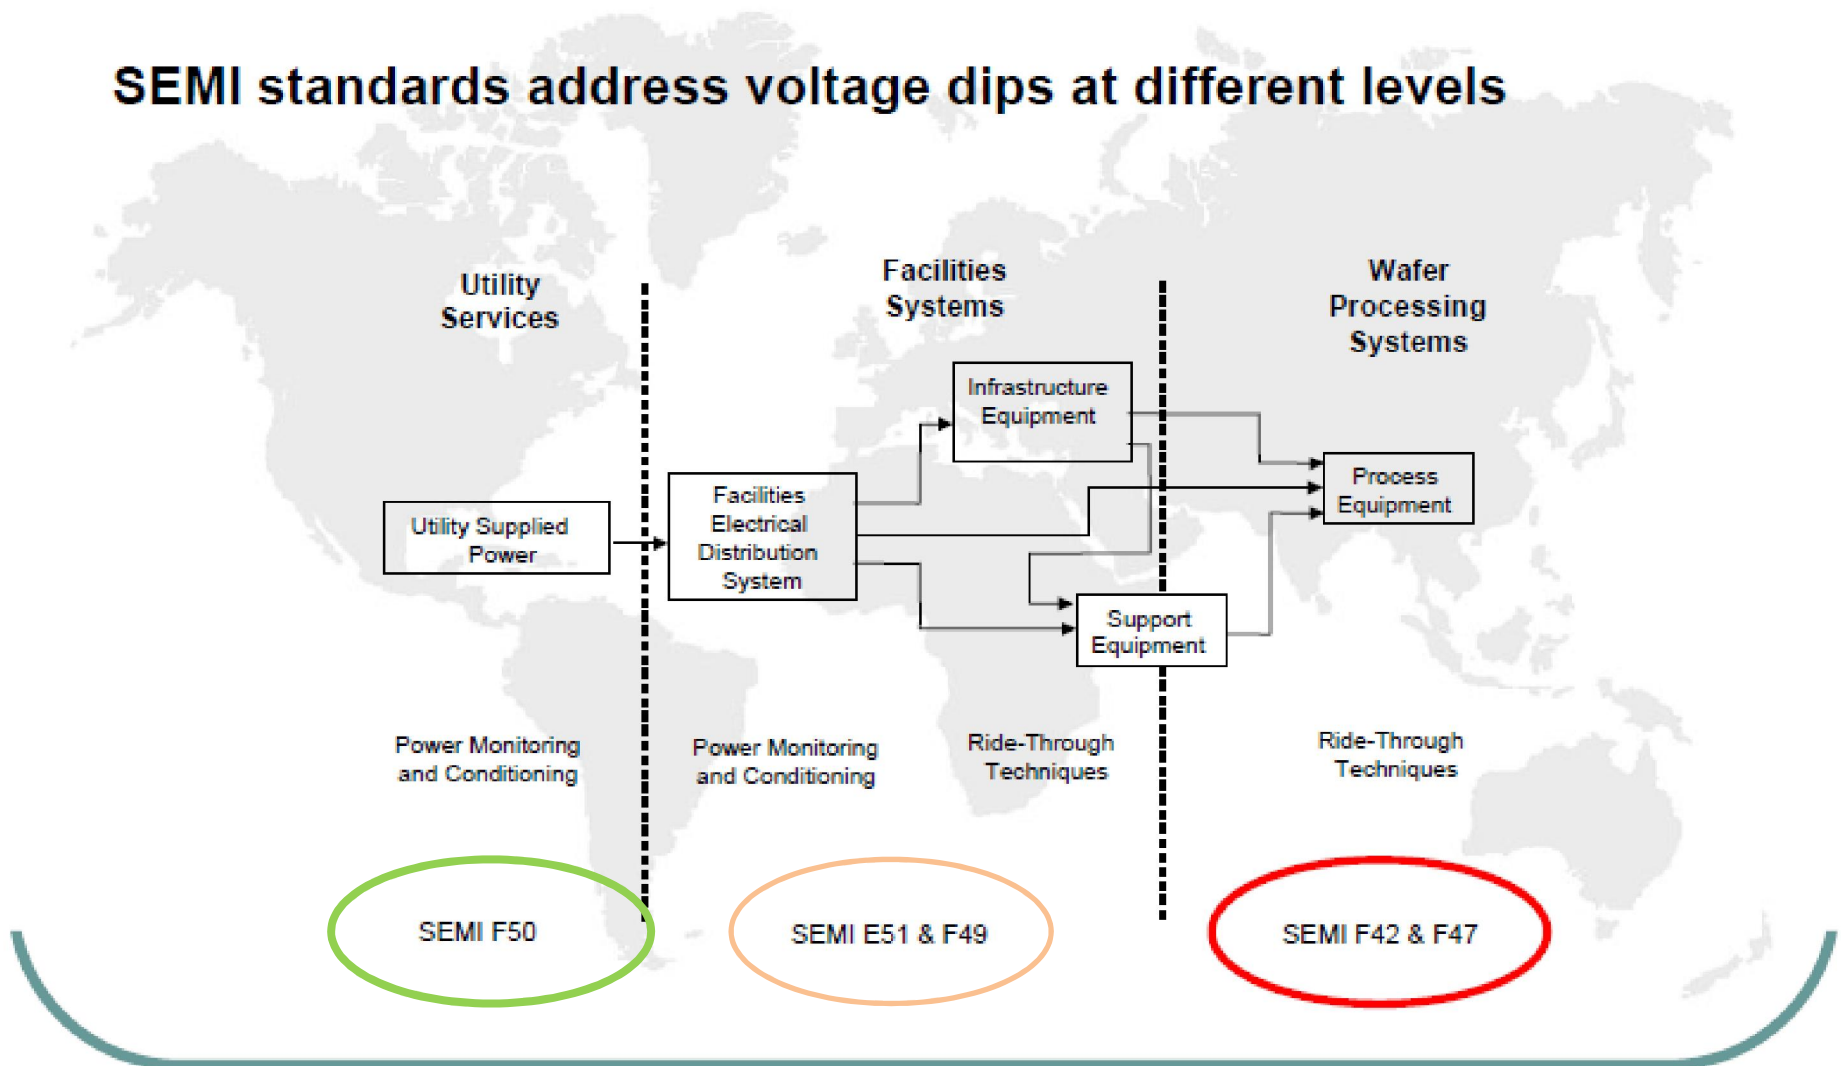 SEMI standards address voltage dips at different levels
Utility
Services
Facilities
Systems
Wafer
Processing
Systems
Infrastructure
Equipment
Process
Equipment
Facilities
Electrical
Distribution
System
Utility Supplied
Power
Support
Equipment
Power Monitoring
and Conditioning
Power Monitoring
and Conditioning
Ride-Through
Techniques
Ride-Through
Techniques
SEMI F50
SEMI E51 & F49
SEMI F42 & F47